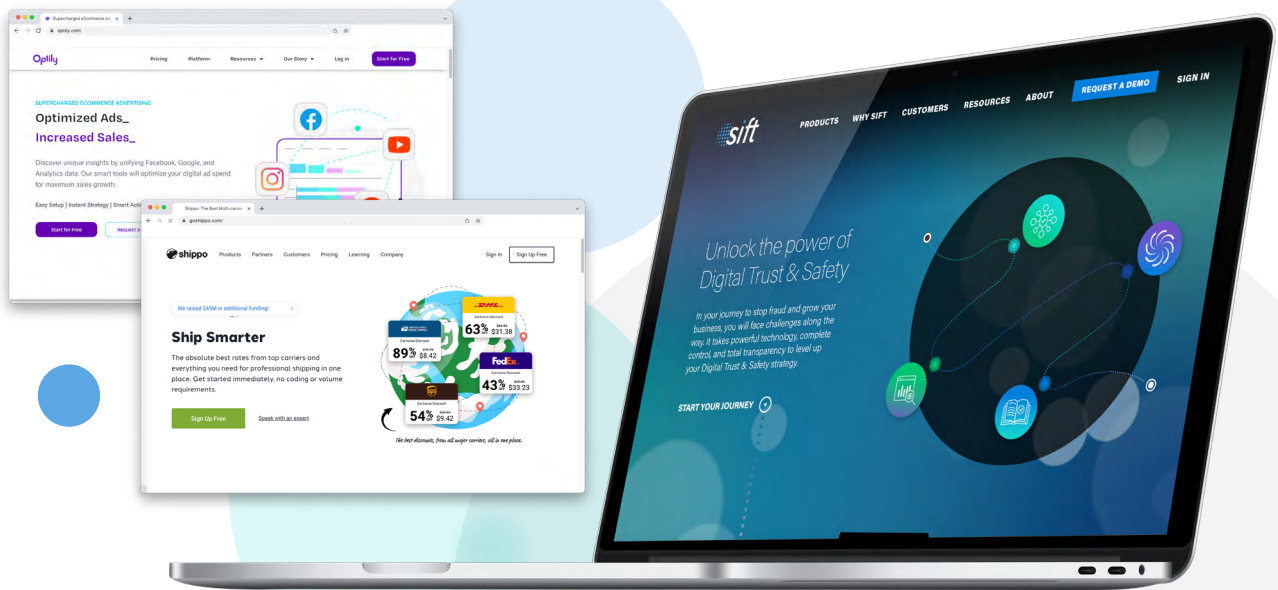 Supercharged eCommerce
optily.com
Optily
Pricing Platform Resources Our Story Log in Start for Free
SUPERCHARGED ECOMMERCE ADVERTISING
Optimized Ads_
Increased Sales_
Discover unique insights by unifying Facebook, Google, and
Analytics data. Our smart tools will optimize your digital ad spend
for maximum sales growth.
Easy Setup | Instant Strategy | Smart
Start for Free Request
Shippo: The Best Multi-carrier
goshippo.com/
shippo Products Partners Customers Pricing Learning Company Sign In Sign Up Free
We raised $45M in additional funding!
Ship Smarter
The absolute best rates from top carriers and
everything you need for professional shipping in one
place. Get started immediately, no coding or volume
requirements.
Sign Up Free Speak with an expert
DHL
Exclusive Discount
63% off $31.38
Exclusive Discount
89% off $8.42
FedEx
Exclusive Discount
43% off $33.23
ups
Exclusive Discount
54% off $9.42
The best discounts, from all major carriers, all in one place.
sift
PRODUCTS WHY SIFT CUSTOMERS RESOURCES ABOUT REQUEST A DEMO SIGN IN
Unlock the power of
Digital Trust & Safety
In your journey to stop fraud and grow your
business, you will face challenges along the
way. It takes powerful technology, complete
control, and total transparency to level up
your Digital Trust & Safety strategy.
START YOUR JOURNEY